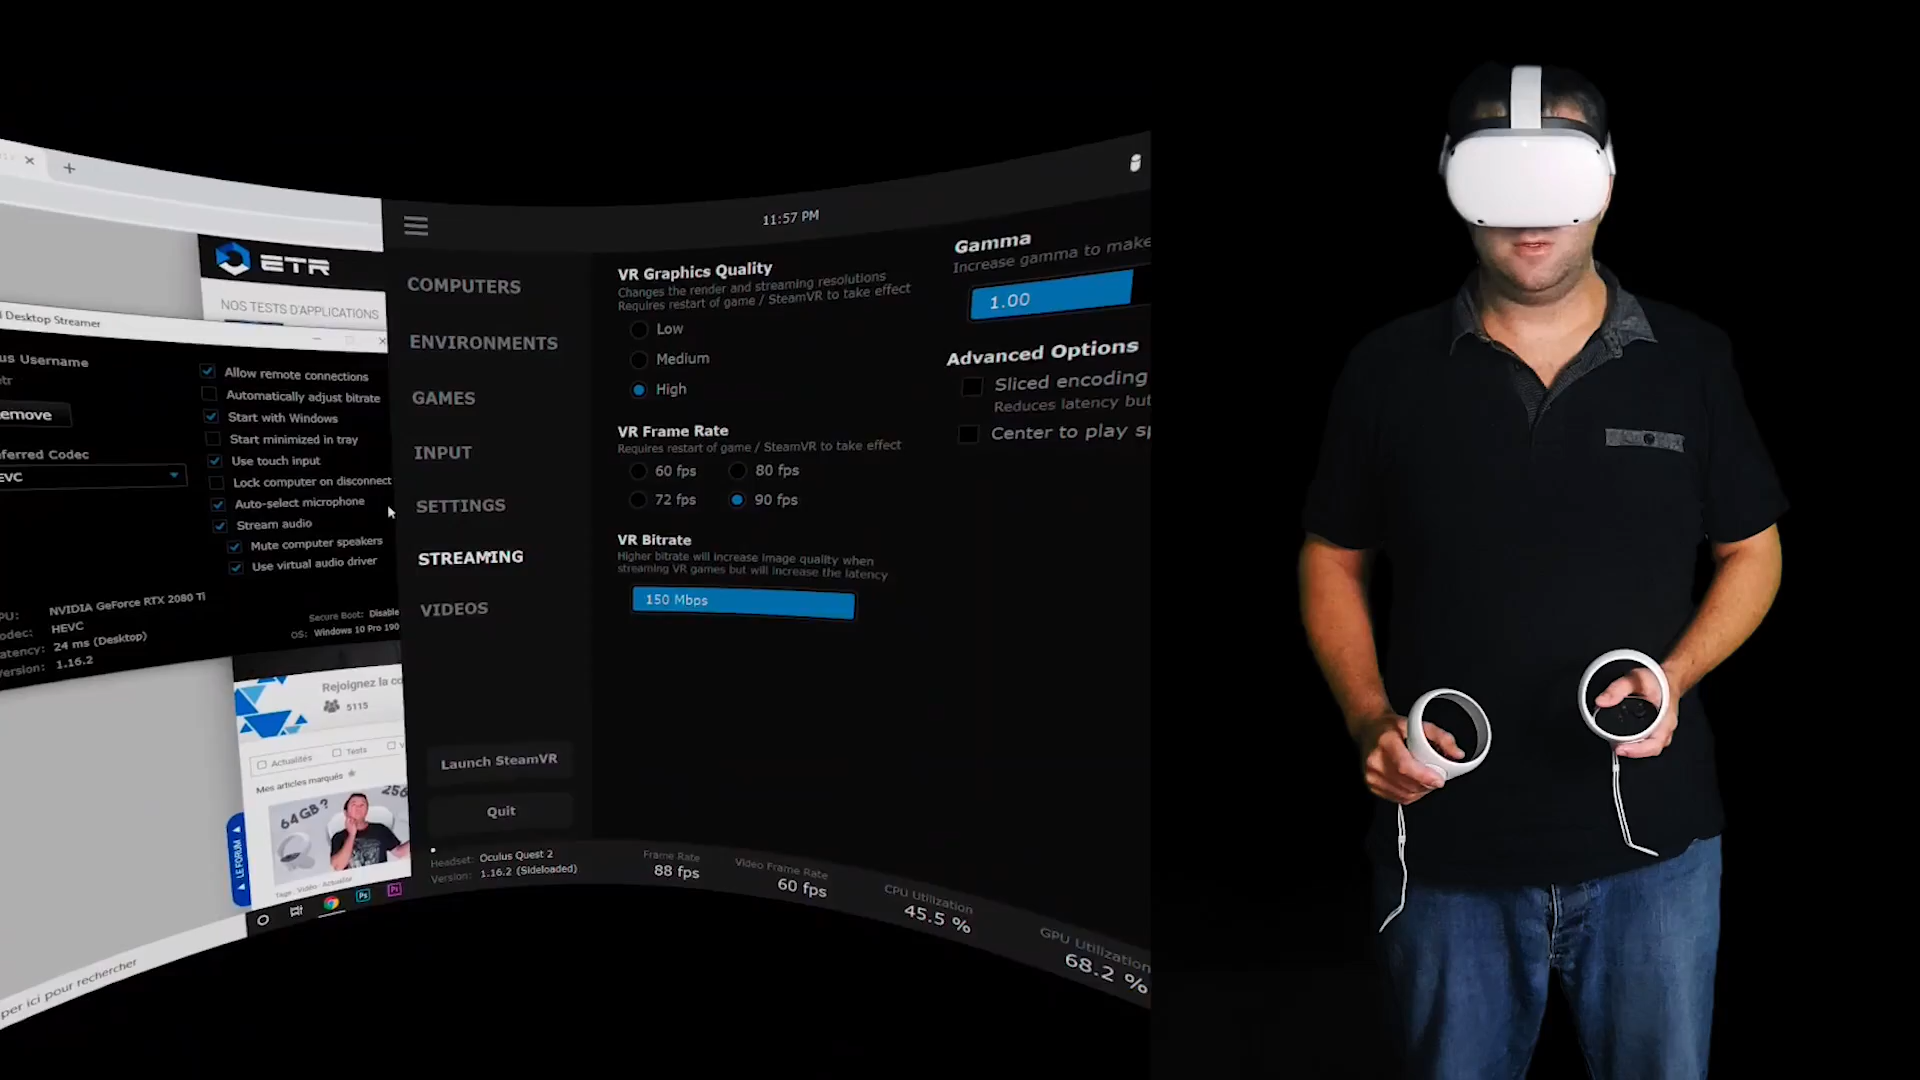 +
ETR
NOS TESTS D'APPLICATIONS
Desktop Streamer
Username
Allow remote connections
Automatically adjust bitrate
Start with Windows
Start minimized in tray
Use touch input
Lock computer on disconnect
Auto-select microphone
Stream audio
Mute computer speakers
Use virtual audio driver
NVIDIA GeForce RTX 2080 Ti
HEVC
24 ms (Desktop)
1.16.2
Secure Boot: Disable
OS: Windows 10 Pro 190
Rejoignez la co
5115
Actualités
Tests
Mes articles marqués
64GB?
256
LE FORUM
per ici pour rechercher
11:57 PM
COMPUTERS
ENVIRONMENTS
GAMES
INPUT
SETTINGS
STREAMING
VIDEOS
Launch SteamVR
Quit
VR Graphics Quality
Changes the render and streaming resolutions
Requires restart of game / SteamVR to take effect
Low
Medium
High
VR Frame Rate
Requires restart of game / SteamVR to take effect
60 fps
80 fps
72 fps
90 fps
VR Bitrate
Higher bitrate will increase image quality when
streaming VR games but will increase the latency
150 Mbps
Gamma
Increase gamma to make
1.00
Advanced Options
Sliced encoding
Reduces latency but
Center to play sp
Headset: Oculus Quest 2
Version: 1.16.2 (Sideloaded)
Frame Rate
88 fps
Video Frame Rate
60 fps
CPU Utilization
45.5 %
GPU Utilization
68.2 %